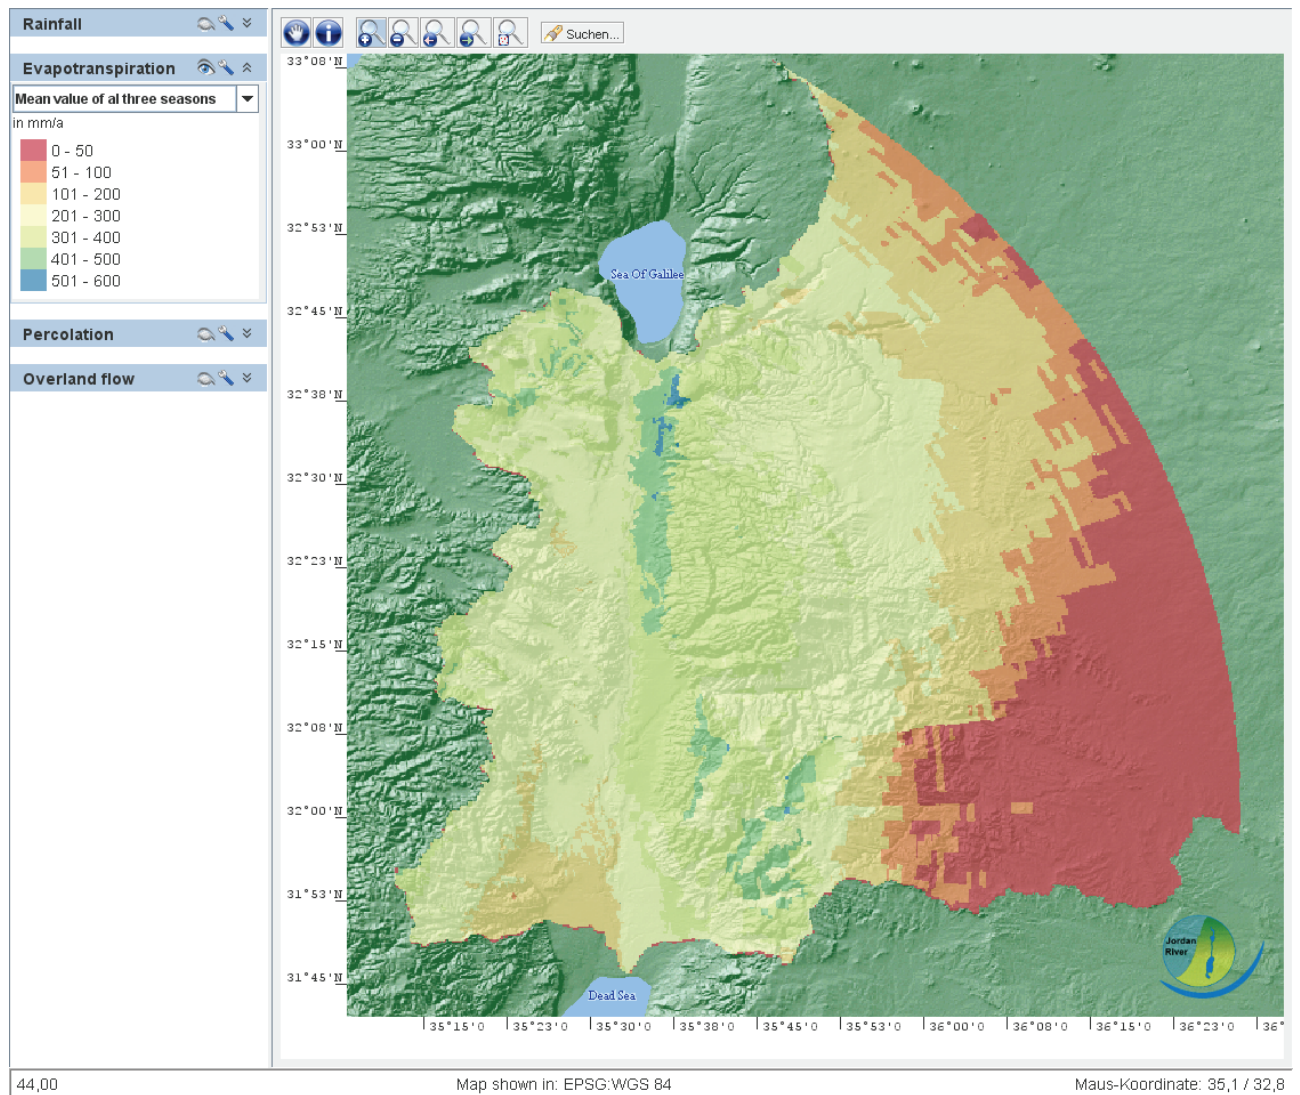 Rainfall
Evapotranspiration
Mean value of al three seasons
in mm/a
0 - 50
51 - 100
101 - 200
201 - 300
301 - 400
401 - 500
501 - 600
Percolation
Overland flow
Suchen...
33°08'N
33°00'N
32°53'N
32°45'N
32°38'N
32°30'N
32°23'N
32°15'N
32°08'N
32°00'N
31°53'N
31°45'N
Sea Of Galilee
Dead Sea
Jordan
River
35°15'0 35°23'0 35°30'0 35°38'0 35°45'0 35°53'0 36°00'0 36°08'0 36°15'0 36°23'0 36°
44,00 Map shown in: EPSG:WGS 84 Maus-Koordinate: 35,1 / 32,8